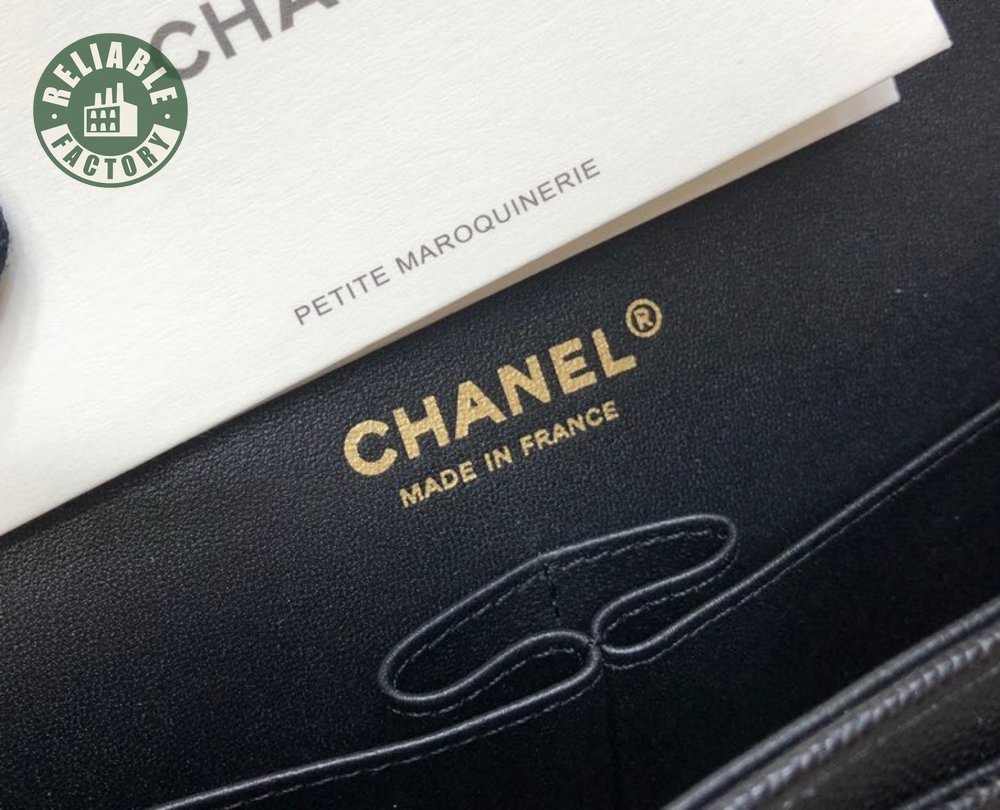 RELIABLE
FACTORY
CHA
PETITE MAROQUINERIE
CHANEL®
MADE IN FRANCE